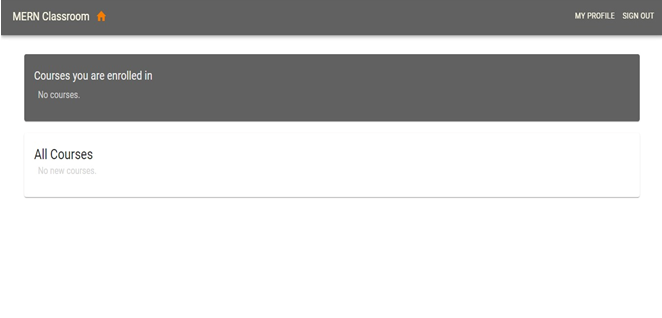 MERN Classroom MY PROFILE SIGN OUT
Courses you are enrolled in
No courses.
All Courses
No new courses.